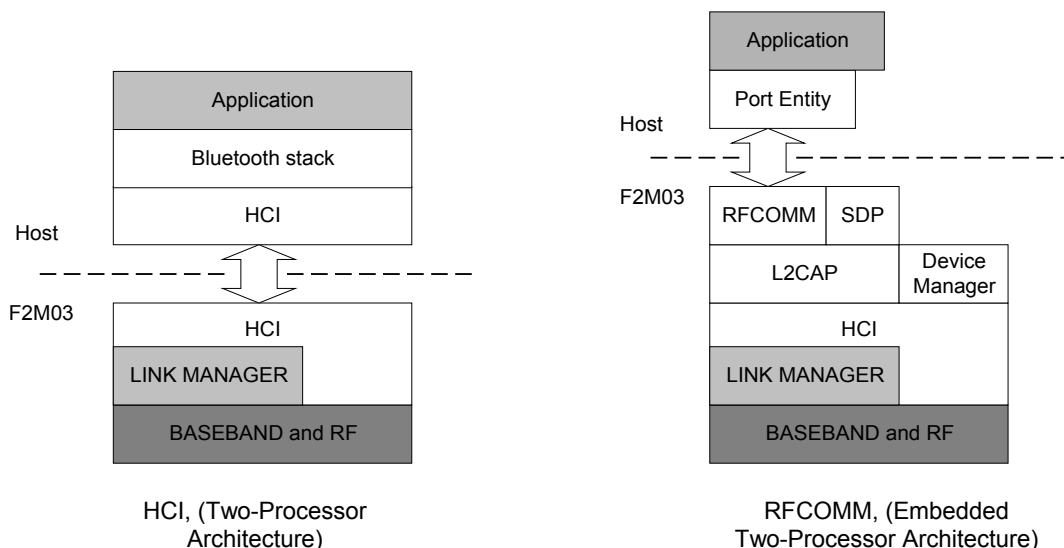 Application
Bluetooth stack
HCI
Host
F2M03
HCI
LINK MANAGER
BASEBAND and RF
HCI, (Two-Processor
Architecture)
Application
Port Entity
Host
F2M03
RFCOMM
SDP
L2CAP
Device
Manager
HCI
LINK MANAGER
BASEBAND and RF
RFCOMM, (Embedded
Two-Processor Architecture)